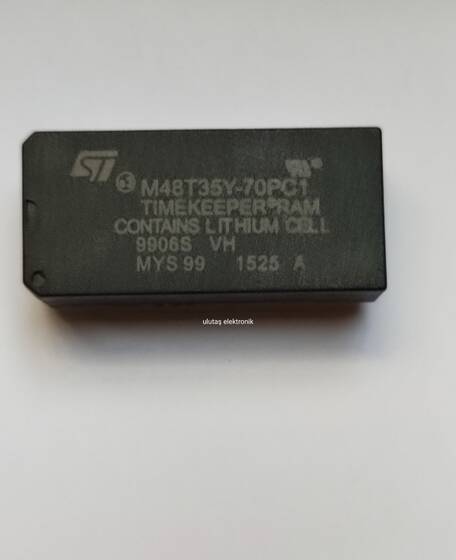 ST
M48T35Y-70PC1
TIMEKEEPER®RAM
CONTAINS LITHIUM CELL
9906S VH
MYS 99 1525 A
ulutaş elektronik